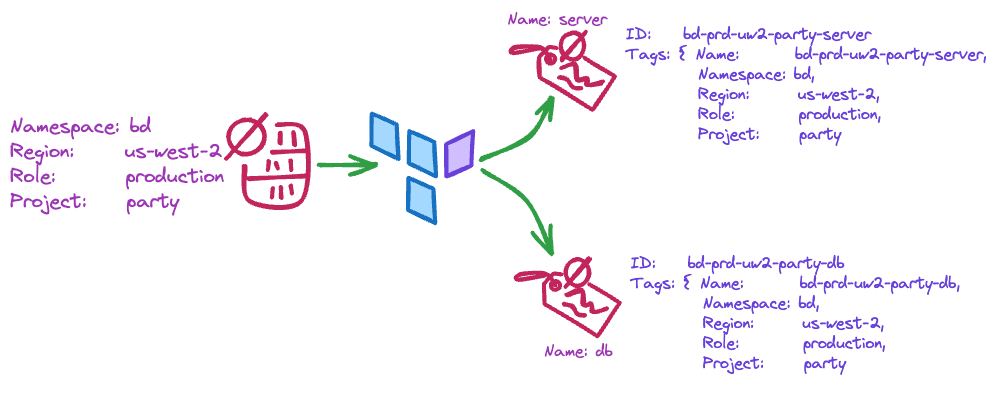 Namespace: bd
Region: us-west-2
Role: production
Project: party
Name: server
ID: bd-prd-uw2-party-server
Tags: { Name: bd-prd-uw2-party-server,
Namespace: bd,
Region: us-west-2,
Role: production,
Project: party
Name: db
ID: bd-prd-uw2-party-db
Tags: { Name: bd-prd-uw2-party-db,
Namespace: bd,
Region: us-west-2,
Role: production,
Project: party